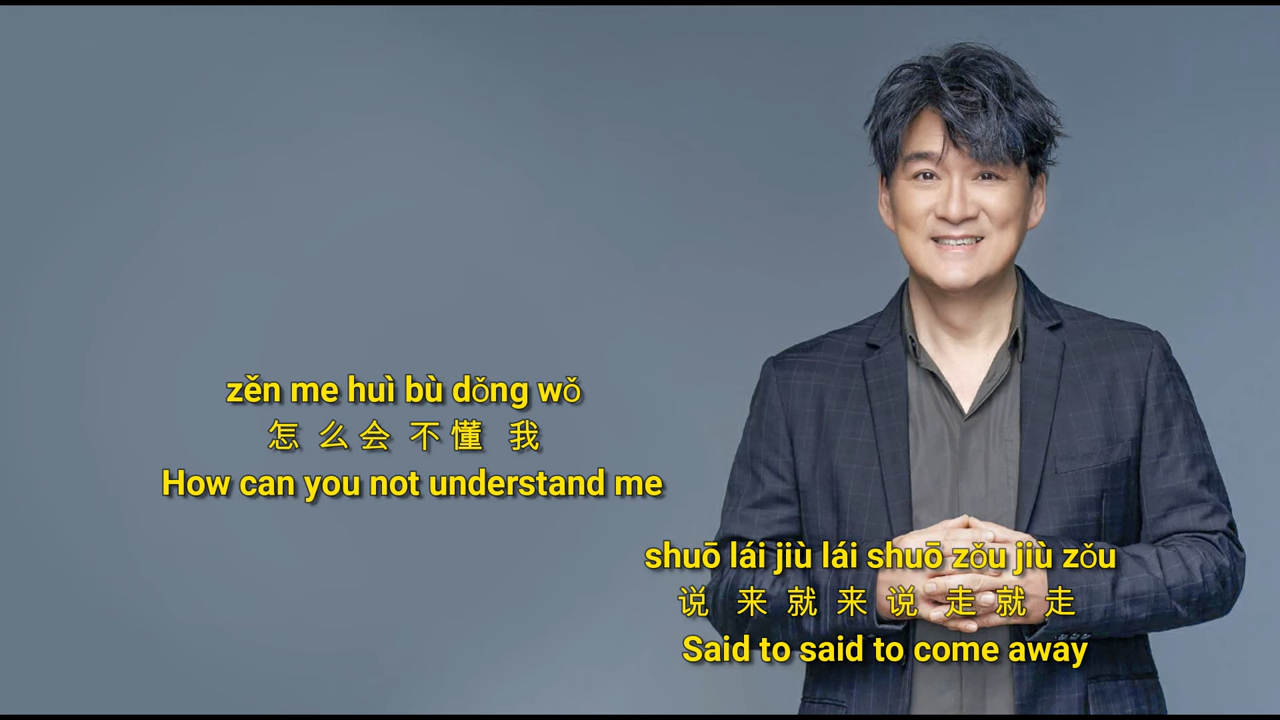 zěn me huì bù dǒng wǒ
怎 么 会 不 懂 我
How can you not understand me
shuō lái jiù lái shuō zǒu jiù zǒu
说 来 就 来 说 走 就 走
Said to said to come away